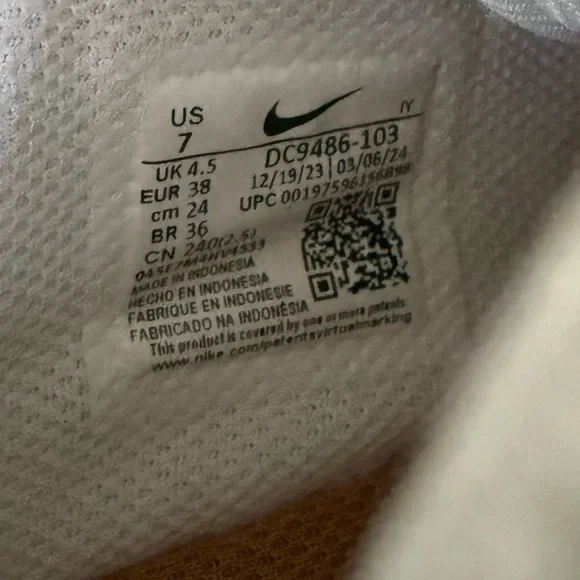 US
7
IY
UK 4.5
EUR 38
cm 24
BR 36
CN 240(2.5)
DC9486-103
12/19/23 | 03/06/24
UPC
MADE IN INDONESIA
HECHO EN INDONESIA
FABRIQUE EN INDONESIE
FABRICADO NA INDONÉSIA
This product is covered by one or more patents
www.nike.com/patentsvirtualmarking